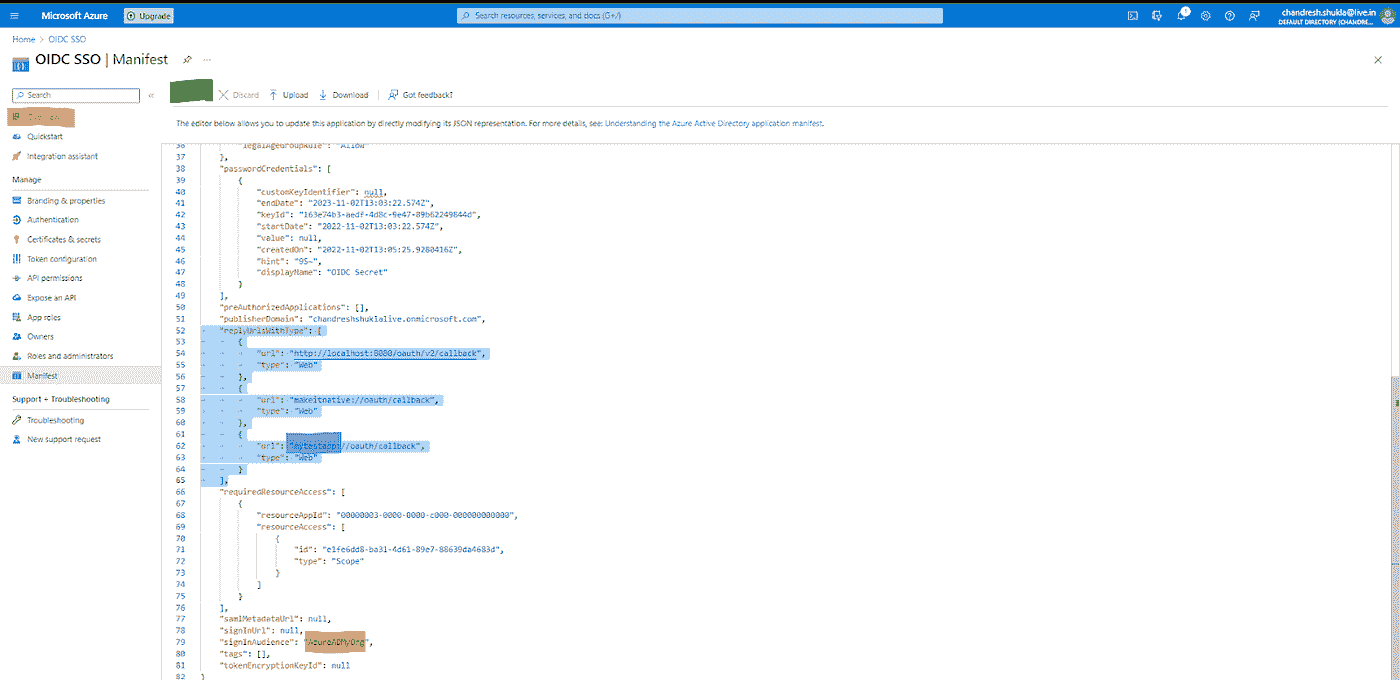 Microsoft Azure
Upgrade
Search resources, services, and docs (G+/)
1
chandresh.shukla@live.in
DEFAULT DIRECTORY (CHANDRE...
Home > OIDC SSO
OIDC SSO | Manifest
...
Search
«
Discard
Upload
Download
Got feedback?
Quickstart
Integration assistant
Manage
Branding & properties
Authentication
Certificates & secrets
Token configuration
API permissions
Expose an API
App roles
Owners
Roles and administrators
Manifest
Support + Troubleshooting
Troubleshooting
New support request
The editor below allows you to update this application by directly modifying its JSON representation. For more details, see: Understanding the Azure Active Directory application manifest.
36 "legalAgeGroupRule": "Allow"
37 },
38 "passwordCredentials": [
39 {
40 "customKeyIdentifier": null,
41 "endDate": "2023-11-02T13:03:22.574Z",
42 "keyId": "163e74b3-aedf-4d8c-9e47-89b62249844d",
43 "startDate": "2022-11-02T13:03:22.574Z",
44 "value": null,
45 "createdOn": "2022-11-02T13:05:25.9280416Z",
46 "hint": "95~",
47 "displayName": "OIDC Secret"
48 }
49 ],
50 "preAuthorizedApplications": [],
51 "publisherDomain": "chandreshshuklalive.onmicrosoft.com",
52 "replyUrlsWithType": [
53 {
54 "url": "http://localhost:8080/oauth/v2/callback",
55 "type": "Web"
56 },
57 {
58 "url": "makeitnative://oauth/callback",
59 "type": "Web"
60 },
61 {
62 "url": "mytestapp://oauth/callback",
63 "type": "Web"
64 }
65 ],
66 "requiredResourceAccess": [
67 {
68 "resourceAppId": "00000003-0000-0000-c000-000000000000",
69 "resourceAccess": [
70 {
71 "id": "e1fe6dd8-ba31-4d61-89e7-88639da4683d",
72 "type": "Scope"
73 }
74 ]
75 }
76 ],
77 "samlMetadataUrl": null,
78 "signInUrl": null,
79 "signInAudience": "AzureADMyOrg",
80 "tags": [],
81 "tokenEncryptionKeyId": null
82 }